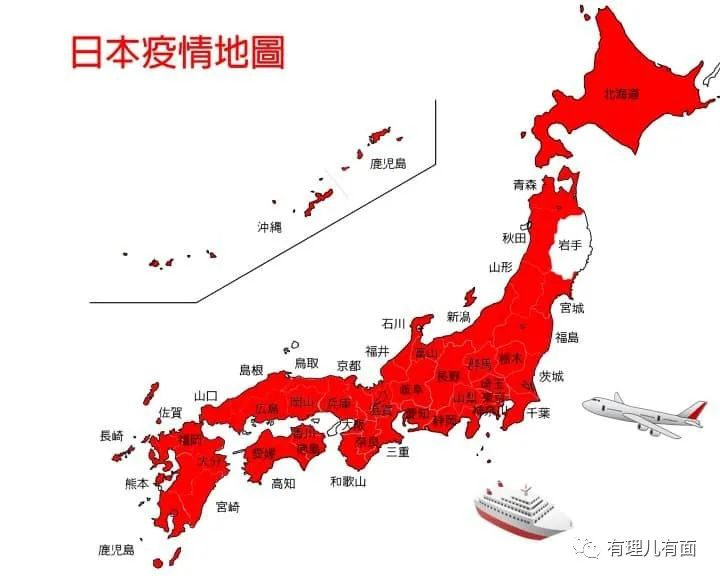 日本疫情地圖
北海道
鹿児島
沖縄
青森
秋田
岩手
山形
宮城
新潟
石川
福島
福井
富山
群馬
栃木
鳥取
京都
島根
長野
岐阜
埼玉
茨城
山口
広島
岡山
兵庫
滋賀
愛知
山梨
東京
神奈川
静岡
千葉
佐賀
大阪
香川
徳島
奈良
三重
長崎
福岡
大分
愛媛
高知
和歌山
熊本
宮崎
鹿児島
有理儿有面